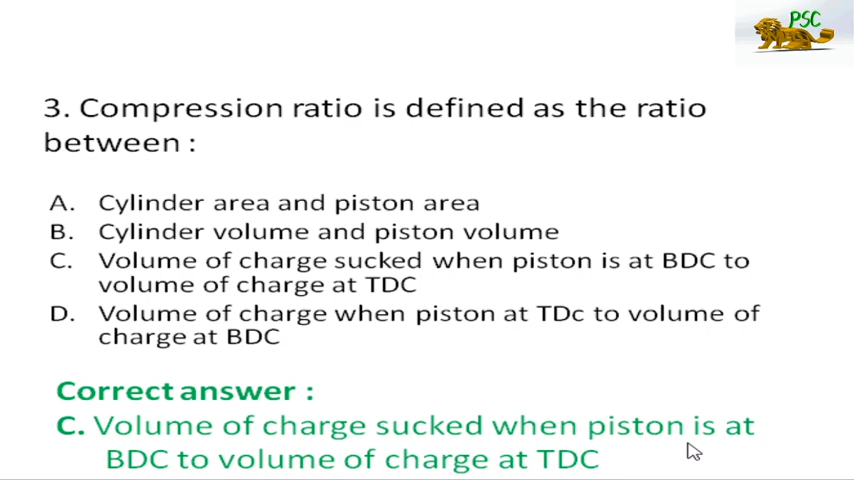 PSC
3. Compression ratio is defined as the ratio
between :
A. Cylinder area and piston area
B. Cylinder volume and piston volume
C. Volume of charge sucked when piston is at BDC to
volume of charge at TDC
D. Volume of charge when piston at TDc to volume of
charge at BDC
Correct answer :
C. Volume of charge sucked when piston is at
BDC to volume of charge at TDC